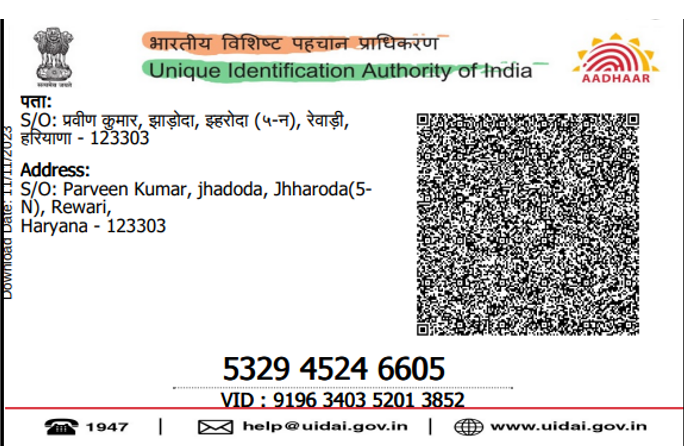 भारतीय विशिष्ट पहचान प्राधिकरण
Unique Identification Authority of India
सत्यमेव जयते
AADHAAR
पता:
S/O: प्रवीण कुमार, झाड़ोदा, झ्हरोदा (५-न), रेवाड़ी,
हरियाणा - 123303
Address:
S/O: Parveen Kumar, jhadoda, Jhharoda(5-
N), Rewari,
Haryana - 123303
Download Date: 11/11/2023
5329 4524 6605
VID : 9196 3403 5201 3852
1947 | help@uidai.gov.in | www.uidai.gov.in